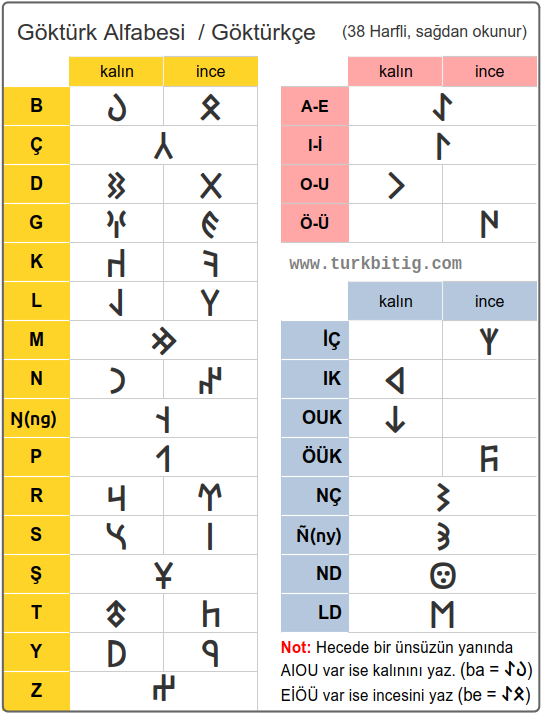 Göktürk Alfabesi / Göktürkçe (38 Harfli, sağdan okunur)
kalın ince
B 𐰉 𐰋
Ç 𐰲
D 𐰑 𐰓
G 𐰍 𐰏
K 𐰴 𐰚
L 𐰞 𐰠
M 𐰢
N 𐰣 𐰤
Ŋ(ng) 𐰭
P 𐰯
R 𐰺 𐰼
S 𐰽 𐰾
Ş 𐱁
T 𐱃 𐱅
Y 𐰖 𐰘
Z 𐰔
kalın ince
A-E 𐰀
I-İ 𐰃
O-U 𐰆
Ö-Ü 𐰇
www.turkbitig.com
kalın ince
İÇ 𐰱
IK 𐰶
OUK 𐰸
ÖÜK 𐰜
NÇ 𐰨
Ñ(ny) 𐰪
ND 𐰦
LD 𐰡
Not: Hecede bir ünsüzün yanında
AIOU var ise kalınını yaz. (ba = 𐰉𐰀)
EİÖÜ var ise incesini yaz (be = 𐰋𐰀)